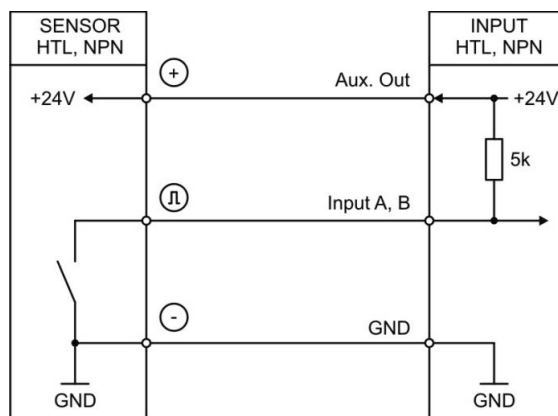 SENSOR
HTL, NPN
INPUT
HTL, NPN
+
Aux. Out
+24V
+24V
5k
Input A, B
-
GND
GND
GND